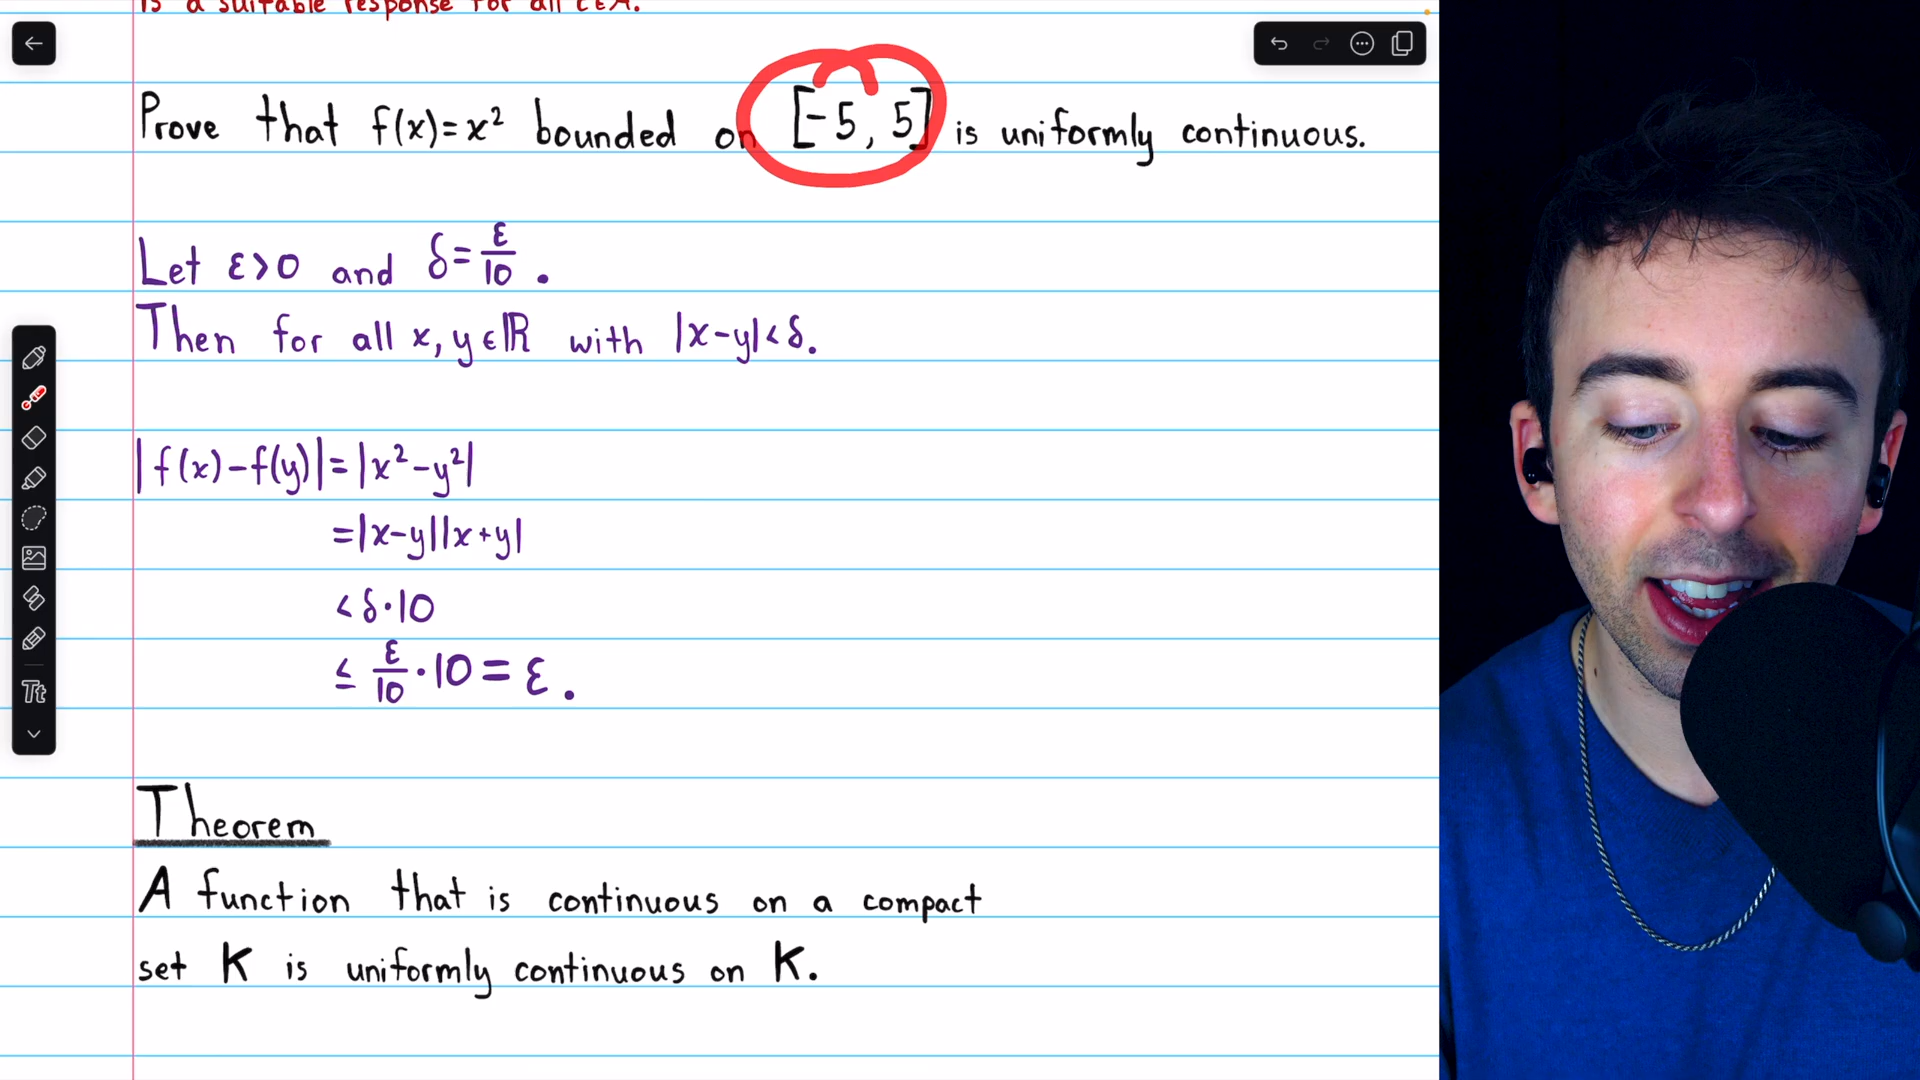 is a suitable response for all c∈A.
Prove that f(x)=x² bounded on [-5, 5] is uniformly continuous.
Let ε>0 and δ=ε/10.
Then for all x, y∈ℝ with |x-y|<δ.
|f(x)-f(y)|=|x²-y²|
=|x-y||x+y|
<δ·10
≤ ε/10·10=ε.
Theorem
A function that is continuous on a compact
set K is uniformly continuous on K.
Tt